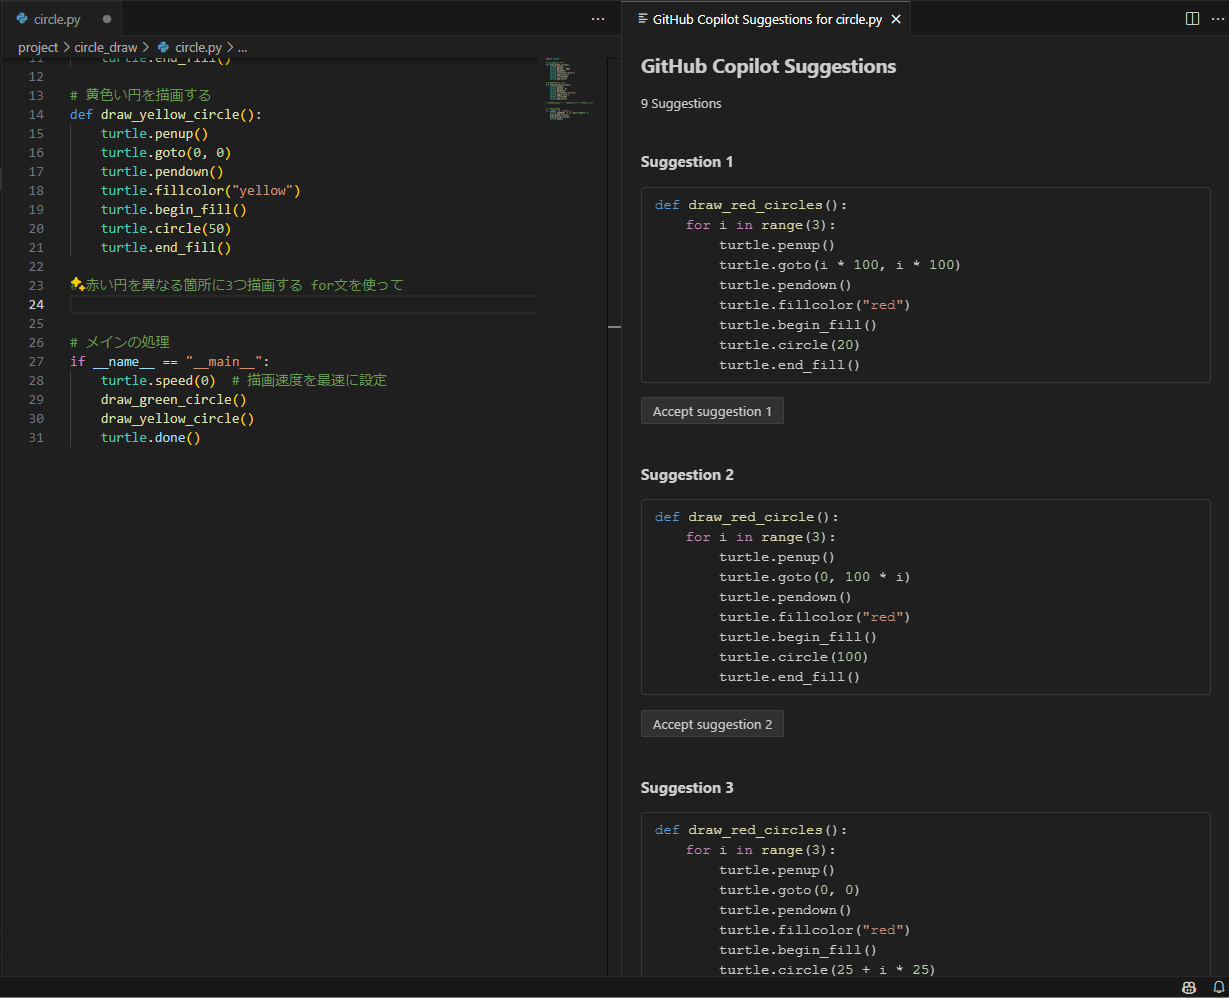 circle.py
project > circle_draw > circle.py > ...
11 turtle.end_fill()
12
13 # 黄色い円を描画する
14 def draw_yellow_circle():
15 turtle.penup()
16 turtle.goto(0, 0)
17 turtle.pendown()
18 turtle.fillcolor("yellow")
19 turtle.begin_fill()
20 turtle.circle(50)
21 turtle.end_fill()
22
23 #赤い円を異なる箇所に3つ描画する for文を使って
24
25
26 # メインの処理
27 if __name__ == "__main__":
28 turtle.speed(0) # 描画速度を最速に設定
29 draw_green_circle()
30 draw_yellow_circle()
31 turtle.done()
GitHub Copilot Suggestions for circle.py
GitHub Copilot Suggestions
9 Suggestions
Suggestion 1
def draw_red_circles():
for i in range(3):
turtle.penup()
turtle.goto(i * 100, i * 100)
turtle.pendown()
turtle.fillcolor("red")
turtle.begin_fill()
turtle.circle(20)
turtle.end_fill()
Accept suggestion 1
Suggestion 2
def draw_red_circle():
for i in range(3):
turtle.penup()
turtle.goto(0, 100 * i)
turtle.pendown()
turtle.fillcolor("red")
turtle.begin_fill()
turtle.circle(100)
turtle.end_fill()
Accept suggestion 2
Suggestion 3
def draw_red_circles():
for i in range(3):
turtle.penup()
turtle.goto(0, 0)
turtle.pendown()
turtle.fillcolor("red")
turtle.begin_fill()
turtle.circle(25 + i * 25)